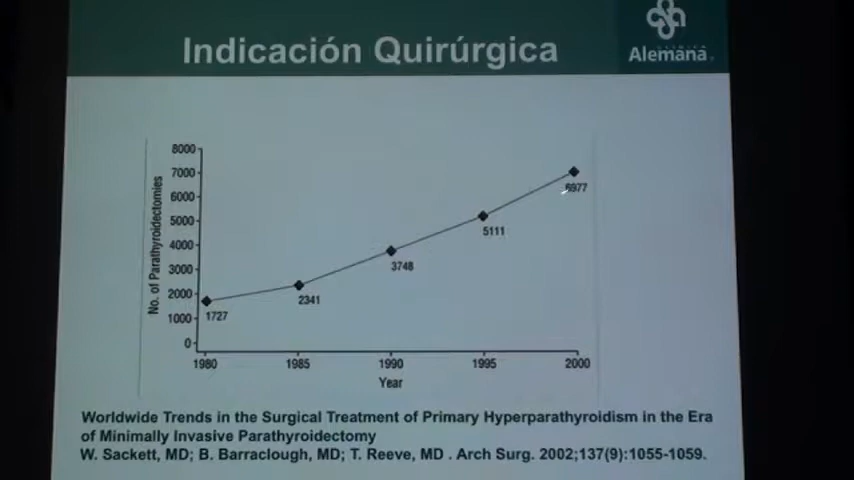 Indicación Quirúrgica
Alemana
8000
7000
6000
5000
4000
3000
2000
1000
0
No. of Parathyroidectomies
1727
2341
3748
5111
6977
1980 1985 1990 1995 2000
Year
Worldwide Trends in the Surgical Treatment of Primary Hyperparathyroidism in the Era
of Minimally Invasive Parathyroidectomy
W. Sackett, MD; B. Barraclough, MD; T. Reeve, MD . Arch Surg. 2002;137(9):1055-1059.